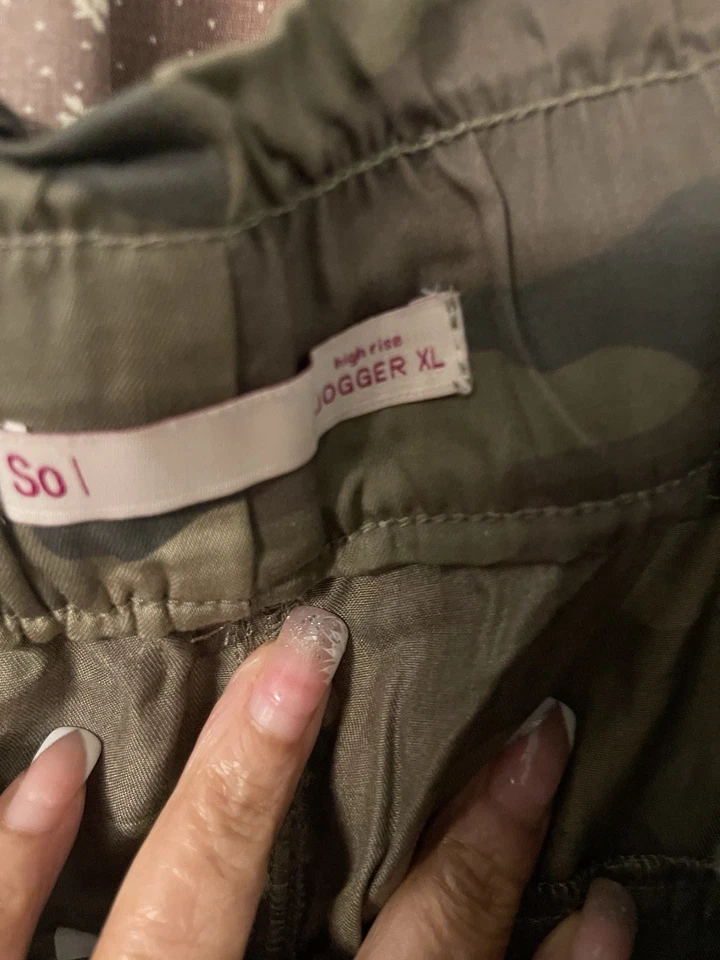 So |
high rise
JOGGER XL